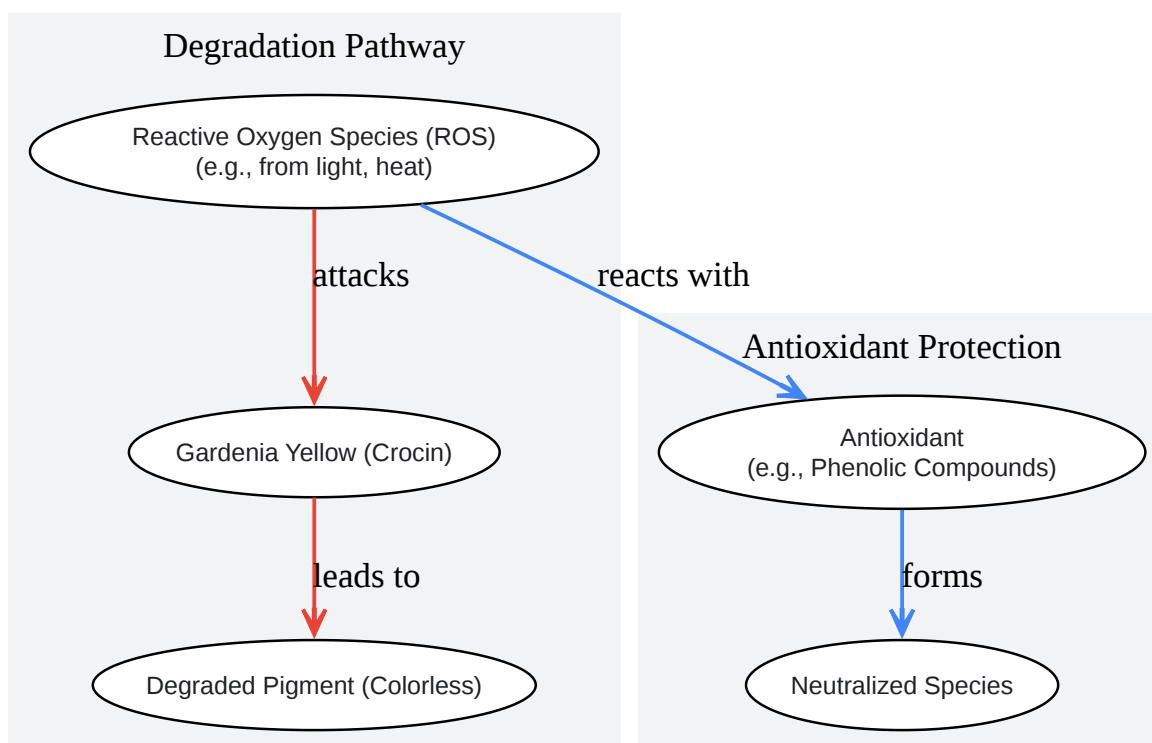 Degradation Pathway
Reactive Oxygen Species (ROS)
(e.g., from light, heat)
attacks
reacts with
Antioxidant Protection
Gardenia Yellow (Crocin)
Antioxidant
(e.g., Phenolic Compounds)
leads to
forms
Degraded Pigment (Colorless)
Neutralized Species